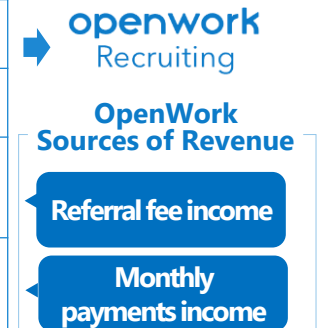 openwork
Recruiting
OpenWork
Sources of Revenue
Referral fee income
Monthly
payments income